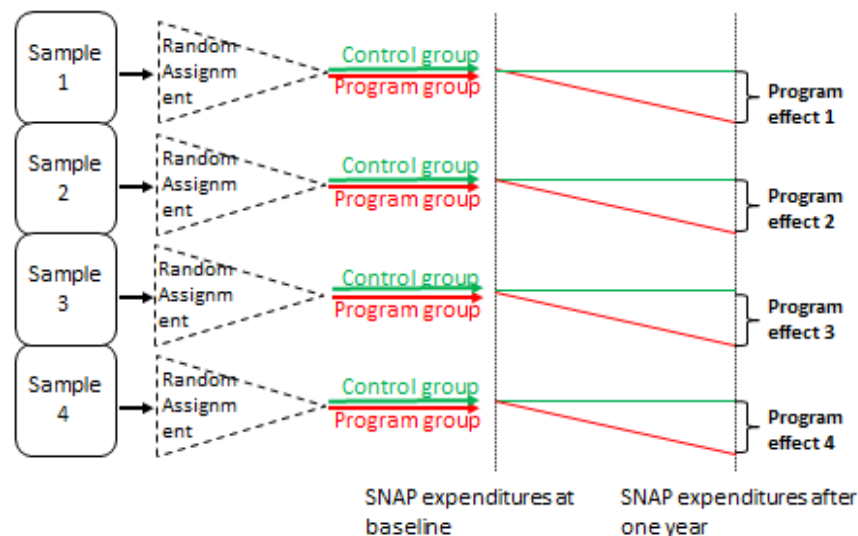 Sample
1
Random
Assignm
ent
Control group
Program group
Program
effect 1
Sample
2
Random
Assignm
ent
Control group
Program group
Program
effect 2
Sample
3
Random
Assignm
ent
Control group
Program group
Program
effect 3
Sample
4
Random
Assignm
ent
Control group
Program group
Program
effect 4
SNAP expenditures at
baseline
SNAP expenditures after
one year